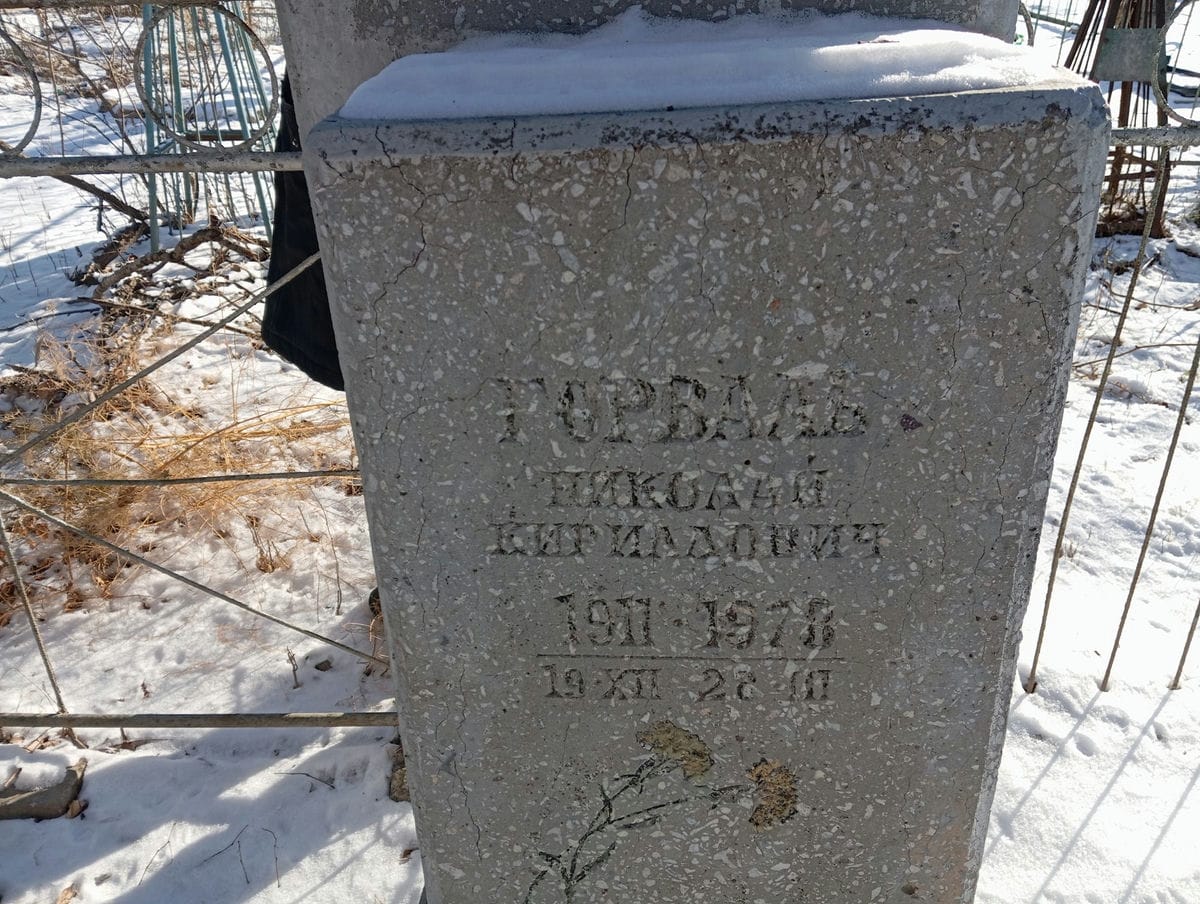 ГОРВАЛЬ
НИКОЛАЙ
КИРИЛЛОВИЧ
1911 1978
19·XII 28 III